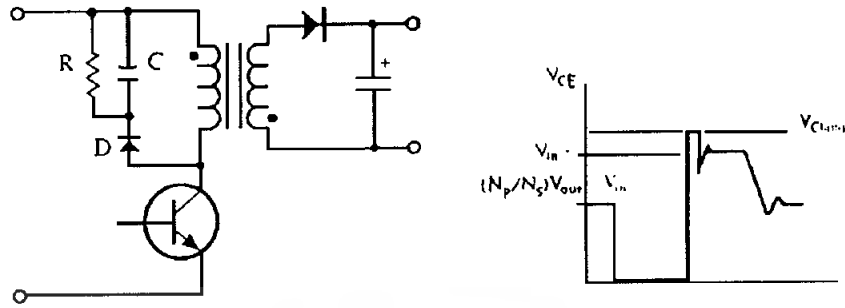 R
C
D
+
V_CE
V_Clamp
V_in
(N_p/N_s)V_out
V_in